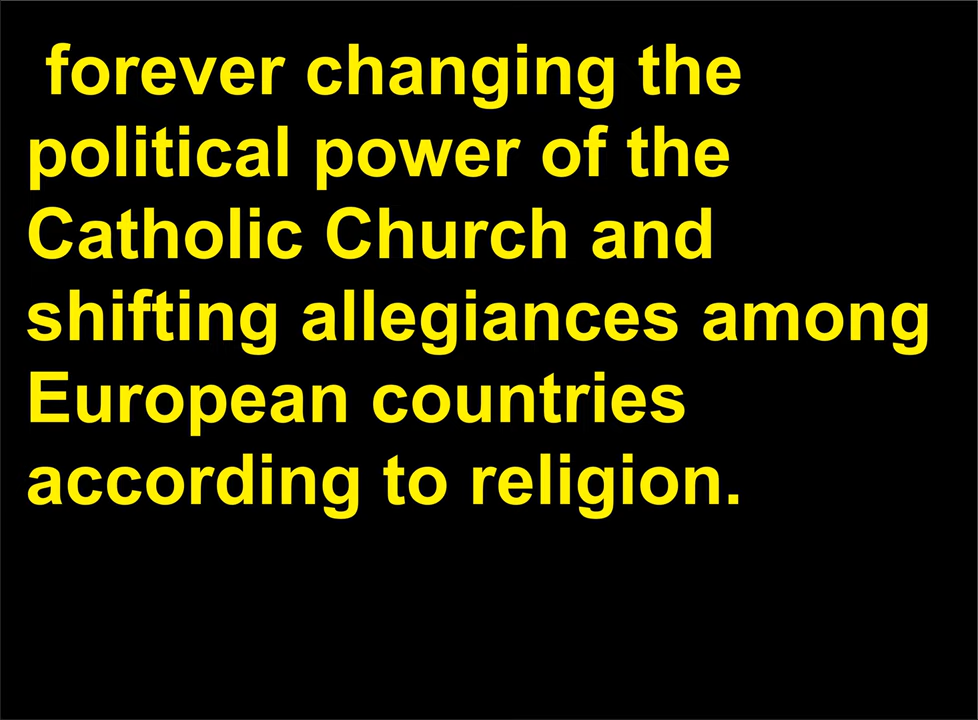 forever changing the
political power of the
Catholic Church and
shifting allegiances among
European countries
according to religion.